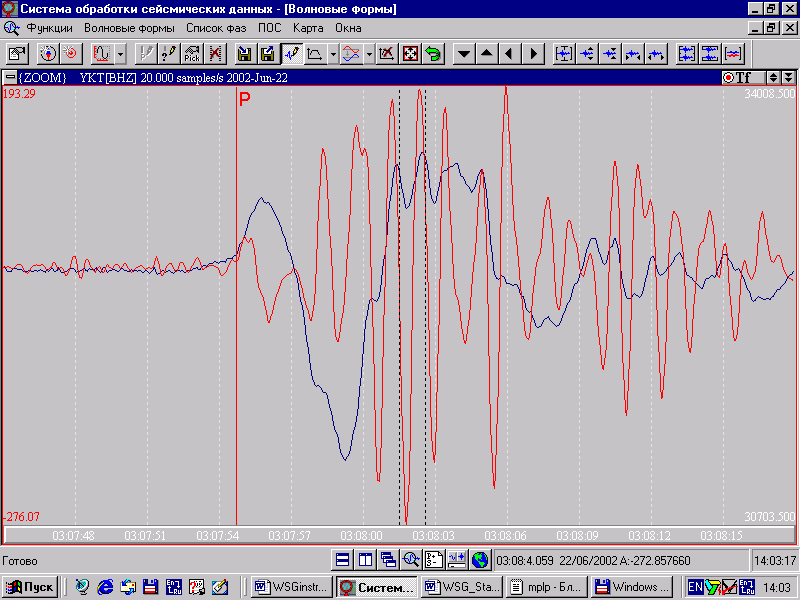 Система обработки сейсмических данных - [Волновые формы]
Функции Волновые формы Список фаз ПОС Карта Окна
Pick
{ZOOM} YKT[BHZ] 20.000 samples/s 2002-Jun-22 Tf
193.29 P 34008.500
-276.07 30703.500
03:07:48 03:07:51 03:07:54 03:07:57 03:08:00 03:08:03 03:08:06 03:08:09 03:08:12 03:08:15
Готово 03:08:4.059 22/06/2002 A:-272.857660 14:03:17
Пуск WSGinstr... Систем... WSG_Sta... mplp - Бл... Windows ... EN 14:03